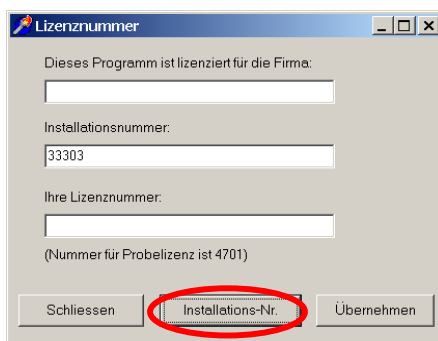 Lizenznummer
Dieses Programm ist lizenziert für die Firma:
Installationsnummer:
33303
Ihre Lizenznummer:
(Nummer für Probelizenz ist 4701)
Schliessen Installations-Nr. Übernehmen